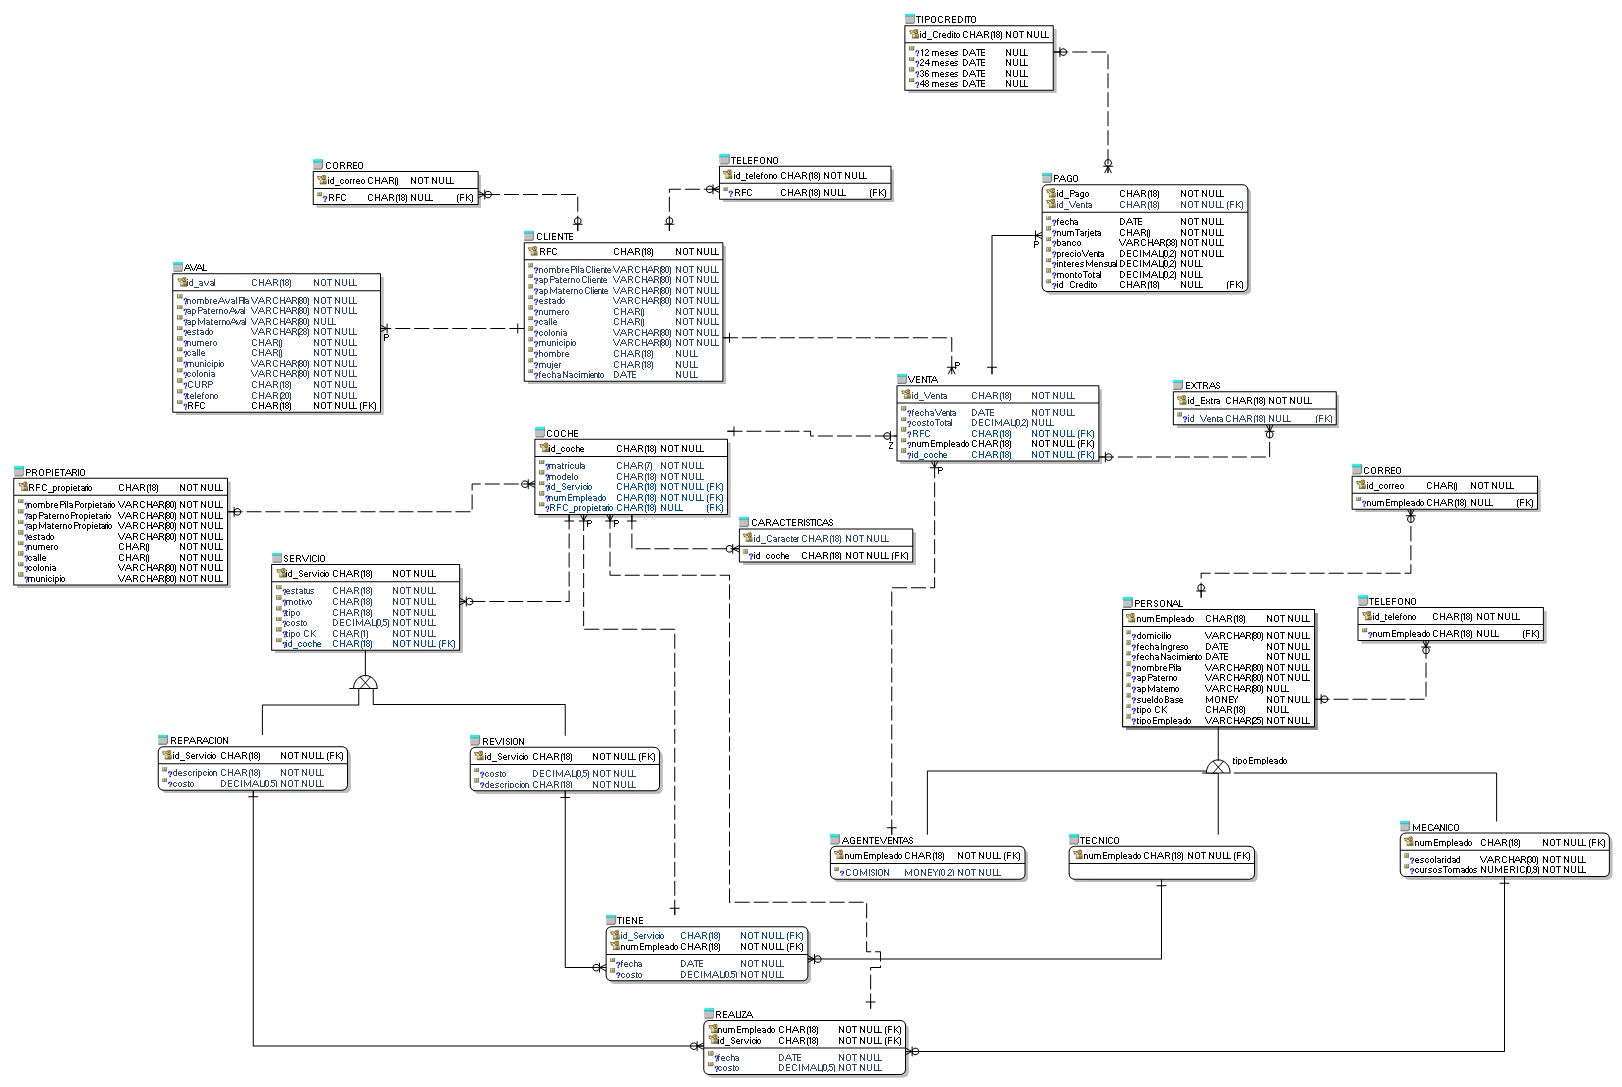 TIPOCREDITO
id_Credito CHAR(18) NOT NULL
12 meses DATE NULL
24 meses DATE NULL
36 meses DATE NULL
48 meses DATE NULL
CORREO
id_correo CHAR() NOT NULL
RFC CHAR(18) NULL (FK)
TELEFONO
id_telefono CHAR(18) NOT NULL
RFC CHAR(18) NULL (FK)
PAGO
id_Pago CHAR(18) NOT NULL
id_Venta CHAR(18) NOT NULL (FK)
fecha DATE NOT NULL
numTarjeta CHAR() NOT NULL
banco VARCHAR(38) NOT NULL
precioVenta DECIMAL(0,2) NOT NULL
interesMensual DECIMAL(0,2) NULL
montoTotal DECIMAL(0,2) NULL
id_Credito CHAR(18) NULL (FK)
P
CLIENTE
RFC CHAR(18) NOT NULL
nombrePilaCliente VARCHAR(80) NOT NULL
apPaternoCliente VARCHAR(80) NOT NULL
apMaternoCliente VARCHAR(80) NOT NULL
estado VARCHAR(80) NOT NULL
numero CHAR() NOT NULL
calle CHAR() NOT NULL
colonia VARCHAR(80) NOT NULL
municipio VARCHAR(80) NOT NULL
hombre CHAR(18) NULL
mujer CHAR(18) NULL
fechaNacimiento DATE NULL
AVAL
id_aval CHAR(18) NOT NULL
nombreAvalPila VARCHAR(80) NOT NULL
apPaternoAval VARCHAR(80) NOT NULL
apMaternoAval VARCHAR(80) NULL
estado VARCHAR(28) NOT NULL
numero CHAR() NOT NULL
calle CHAR() NOT NULL
municipio VARCHAR(80) NOT NULL
colonia VARCHAR(80) NOT NULL
CURP CHAR(18) NOT NULL
telefono CHAR(20) NOT NULL
RFC CHAR(18) NOT NULL (FK)
P
P
VENTA
id_Venta CHAR(18) NOT NULL
fechaVenta DATE NOT NULL
costoTotal DECIMAL(0,2) NULL
RFC CHAR(18) NOT NULL (FK)
numEmpleado CHAR(18) NOT NULL (FK)
id_coche CHAR(18) NOT NULL (FK)
Z
P
EXTRAS
id_Extra CHAR(18) NOT NULL
id_Venta CHAR(18) NULL (FK)
COCHE
id_coche CHAR(18) NOT NULL
matricula CHAR(7) NOT NULL
modelo CHAR(18) NOT NULL
id_Servicio CHAR(18) NOT NULL (FK)
numEmpleado CHAR(18) NOT NULL (FK)
RFC_propietario CHAR(18) NULL (FK)
P
P
PROPIETARIO
RFC_propietario CHAR(18) NOT NULL
nombrePilaPorpietario VARCHAR(80) NOT NULL
apPaternoPropietario VARCHAR(80) NOT NULL
apMaternoPropietario VARCHAR(80) NOT NULL
estado VARCHAR(80) NOT NULL
numero CHAR() NOT NULL
calle CHAR() NOT NULL
colonia VARCHAR(80) NOT NULL
municipio VARCHAR(80) NOT NULL
CORREO
id_correo CHAR() NOT NULL
numEmpleado CHAR(18) NULL (FK)
CARACTERISTICAS
id_Caracter CHAR(18) NOT NULL
id_coche CHAR(18) NOT NULL (FK)
SERVICIO
id_Servicio CHAR(18) NOT NULL
estatus CHAR(18) NOT NULL
motivo CHAR(18) NOT NULL
tipo CHAR(18) NOT NULL
costo DECIMAL(0,5) NOT NULL
tipo CK CHAR(1) NOT NULL
id_coche CHAR(18) NOT NULL (FK)
PERSONAL
numEmpleado CHAR(18) NOT NULL
domicilio VARCHAR(80) NOT NULL
fechaIngreso DATE NOT NULL
fechaNacimiento DATE NOT NULL
nombrePila VARCHAR(80) NOT NULL
apPaterno VARCHAR(80) NOT NULL
apMaterno VARCHAR(80) NULL
sueldoBase MONEY NOT NULL
tipo CK CHAR(18) NULL
tipoEmpleado VARCHAR(25) NOT NULL
TELEFONO
id_telefono CHAR(18) NOT NULL
numEmpleado CHAR(18) NULL (FK)
tipoEmpleado
REPARACION
id_Servicio CHAR(18) NOT NULL (FK)
descripcion CHAR(18) NOT NULL
costo DECIMAL(0,5) NOT NULL
REVISION
id_Servicio CHAR(18) NOT NULL (FK)
costo DECIMAL(0,5) NOT NULL
descripcion CHAR(18) NOT NULL
AGENTEVENTAS
numEmpleado CHAR(18) NOT NULL (FK)
COMISION MONEY(0,2) NOT NULL
TECNICO
numEmpleado CHAR(18) NOT NULL (FK)
MECANICO
numEmpleado CHAR(18) NOT NULL (FK)
escolaridad VARCHAR(30) NOT NULL
cursosTomados NUMERIC(0,9) NOT NULL
TIENE
id_Servicio CHAR(18) NOT NULL (FK)
numEmpleado CHAR(18) NOT NULL (FK)
fecha DATE NOT NULL
costo DECIMAL(0,5) NOT NULL
REALIZA
numEmpleado CHAR(18) NOT NULL (FK)
id_Servicio CHAR(18) NOT NULL (FK)
fecha DATE NOT NULL
costo DECIMAL(0,5) NOT NULL